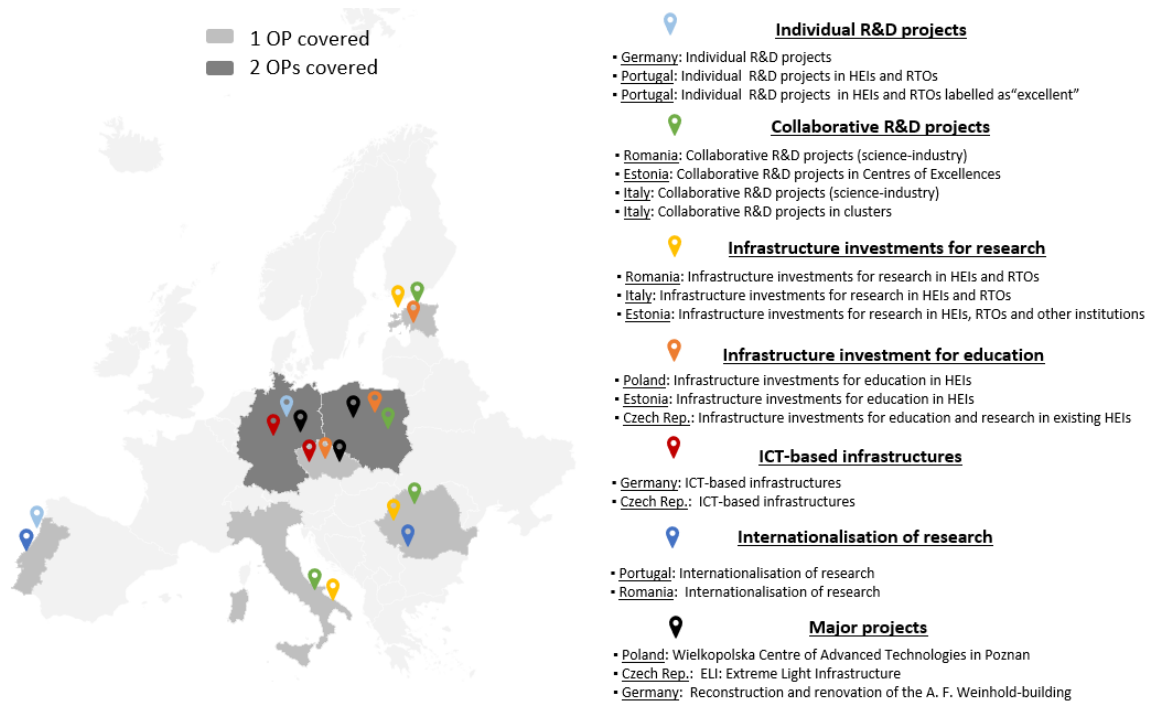 1 OP covered
2 OPs covered
Individual R&D projects
▪ Germany: Individual R&D projects
▪ Portugal: Individual R&D projects in HEIs and RTOs
▪ Portugal: Individual R&D projects in HEIs and RTOs labelled as“excellent”
Collaborative R&D projects
▪ Romania: Collaborative R&D projects (science-industry)
▪ Estonia: Collaborative R&D projects in Centres of Excellences
▪ Italy: Collaborative R&D projects (science-industry)
▪ Italy: Collaborative R&D projects in clusters
Infrastructure investments for research
▪ Romania: Infrastructure investments for research in HEIs and RTOs
▪ Italy: Infrastructure investments for research in HEIs and RTOs
▪ Estonia: Infrastructure investments for research in HEIs, RTOs and other institutions
Infrastructure investment for education
▪ Poland: Infrastructure investments for education in HEIs
▪ Estonia: Infrastructure investments for education in HEIs
▪ Czech Rep.: Infrastructure investments for education and research in existing HEIs
ICT-based infrastructures
▪ Germany: ICT-based infrastructures
▪ Czech Rep.: ICT-based infrastructures
Internationalisation of research
▪ Portugal: Internationalisation of research
▪ Romania: Internationalisation of research
Major projects
▪ Poland: Wielkopolska Centre of Advanced Technologies in Poznan
▪ Czech Rep.: ELI: Extreme Light Infrastructure
▪ Germany: Reconstruction and renovation of the A. F. Weinhold-building